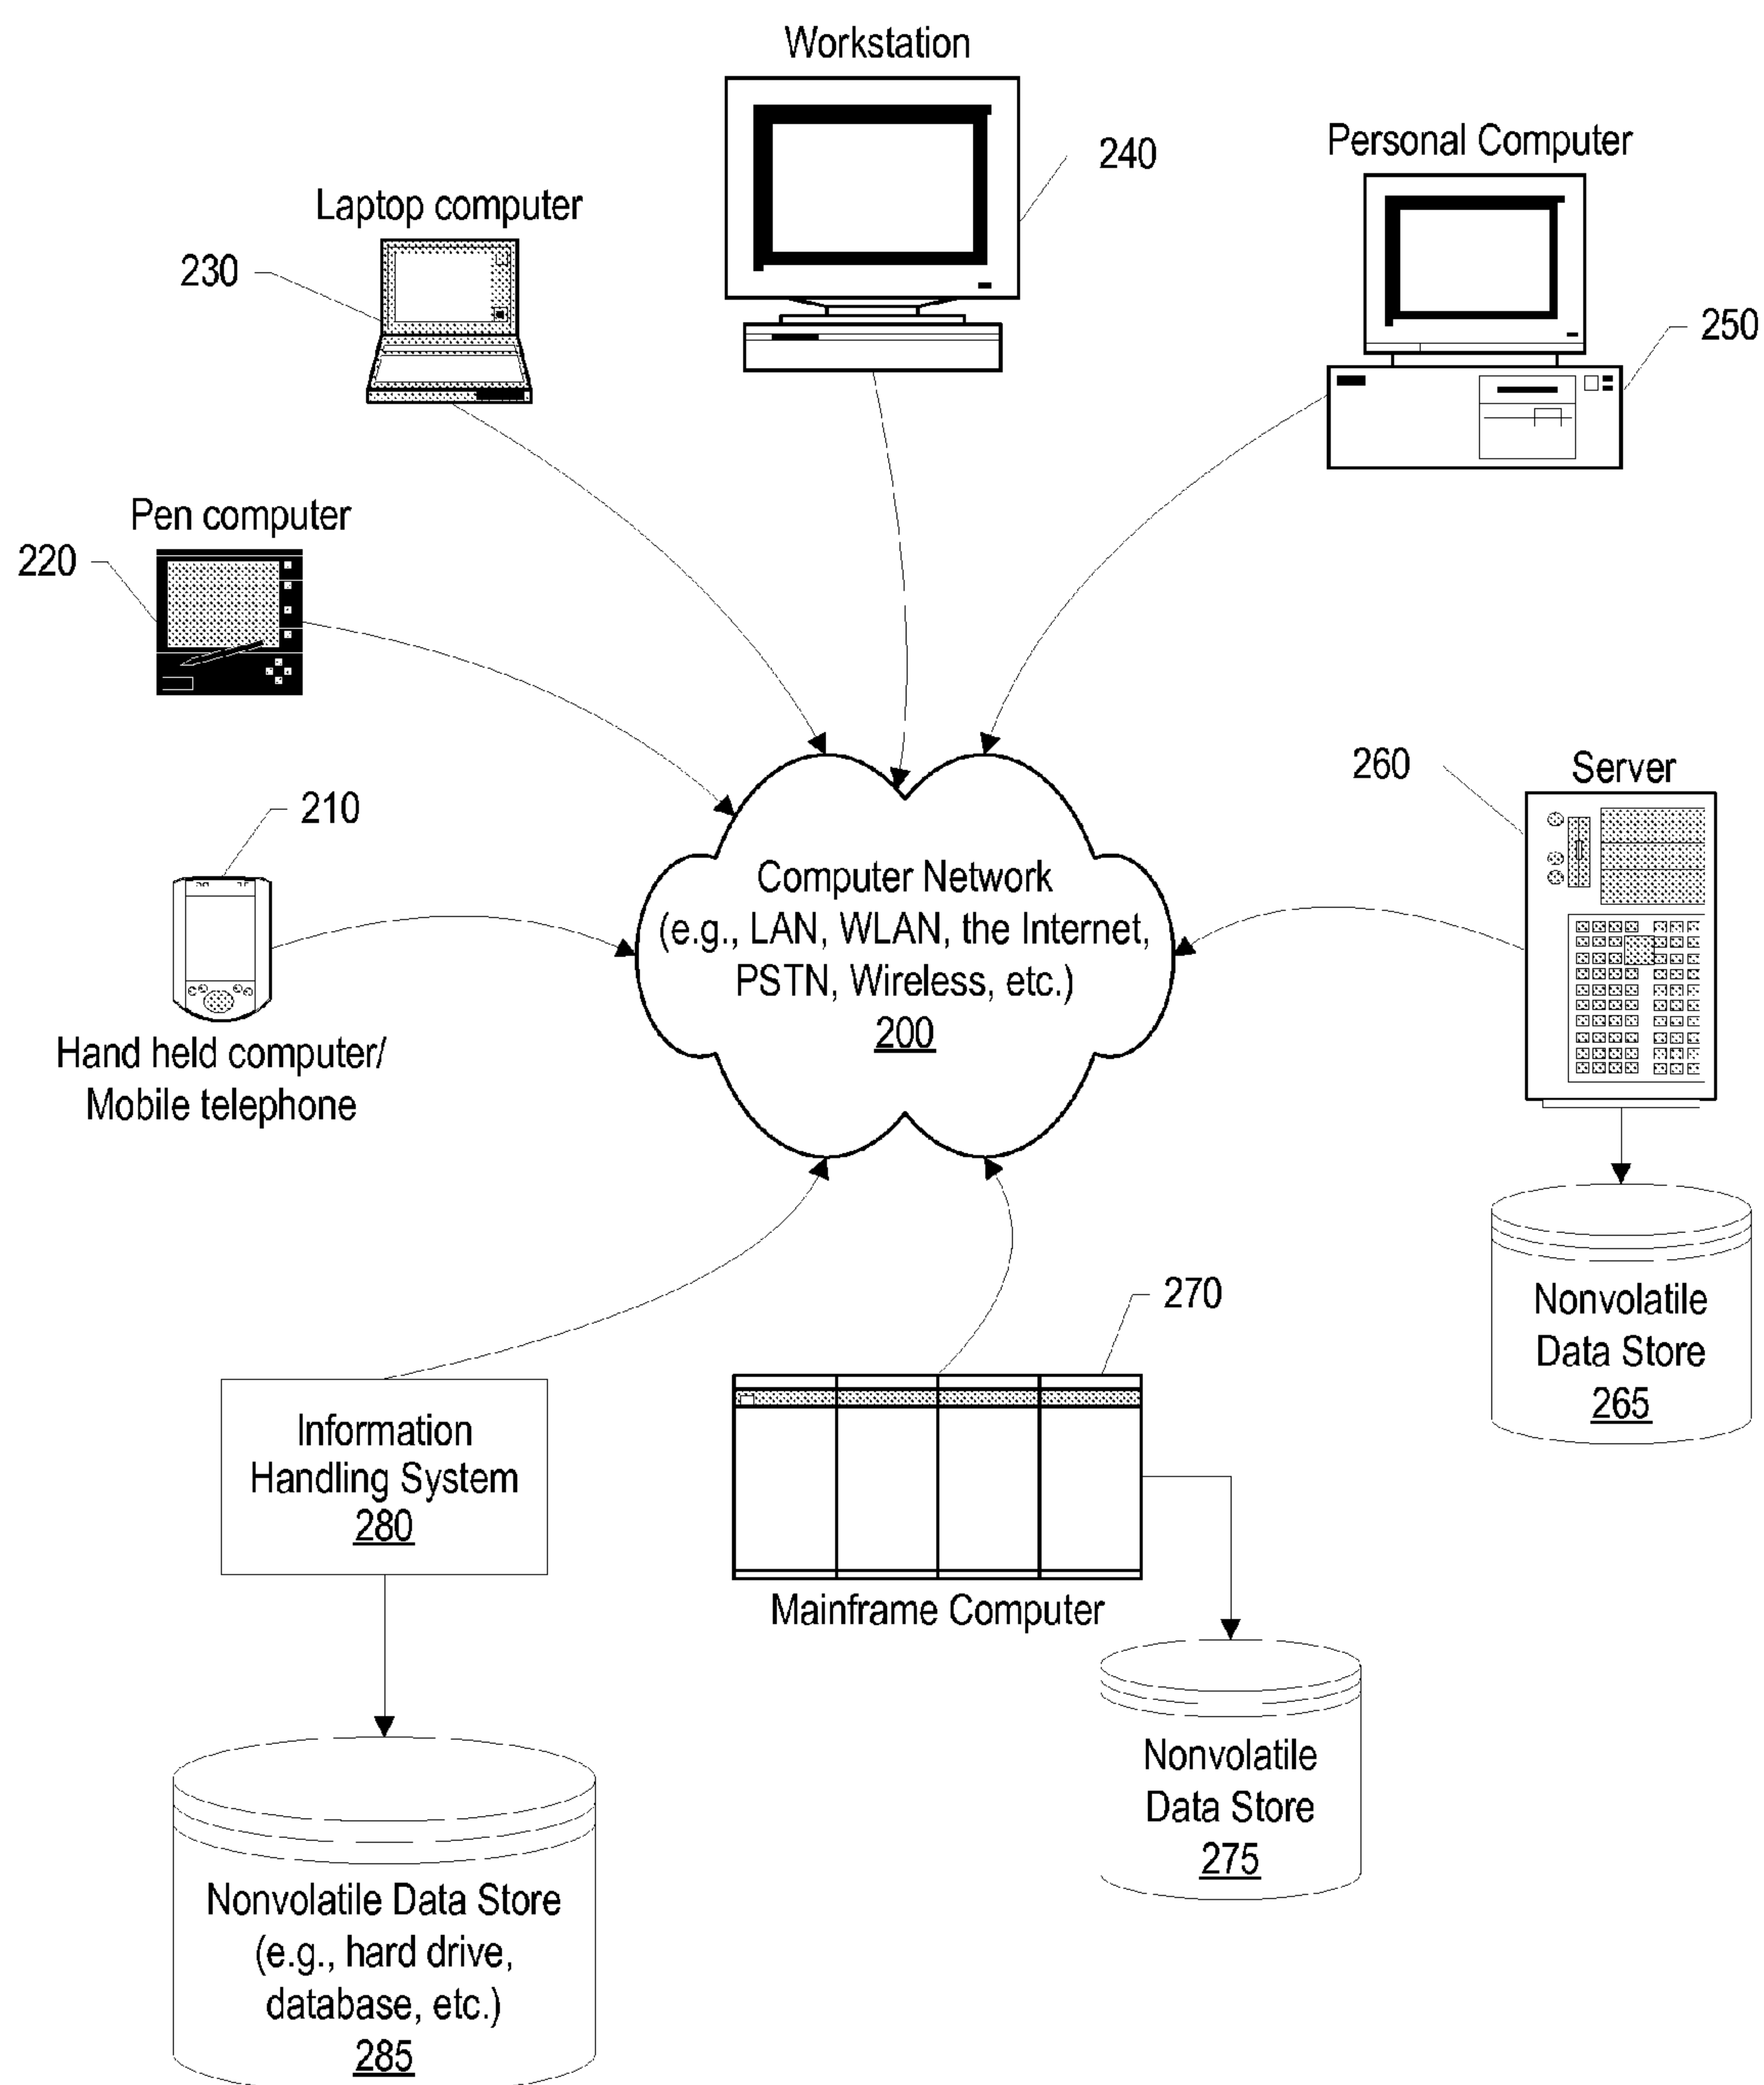 Workstation
240
Personal Computer
Laptop computer
230
250
Pen computer
220
260
Server
210
Computer Network
(e.g., LAN, WLAN, the Internet,
PSTN, Wireless, etc.)
200
Hand held computer/
Mobile telephone
270
Nonvolatile
Data Store
265
Information
Handling System
280
Mainframe Computer
Nonvolatile
Data Store
275
Nonvolatile Data Store
(e.g., hard drive,
database, etc.)
285